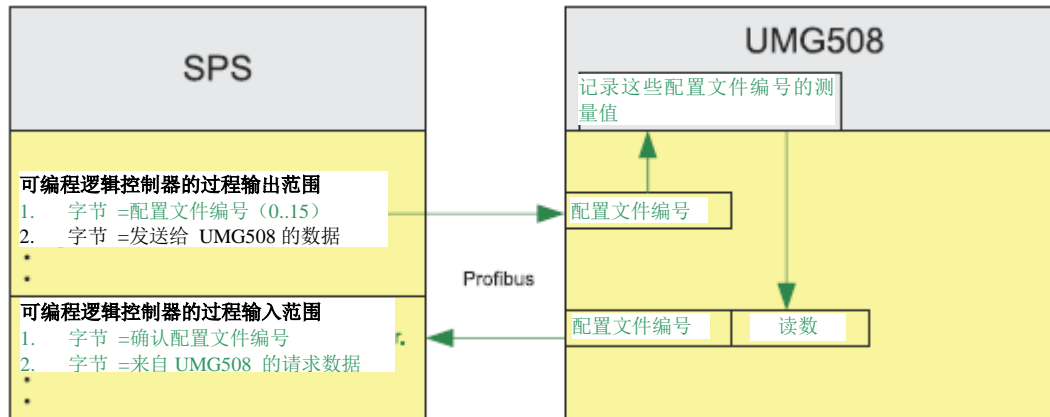 SPS
可编程逻辑控制器的过程输出范围
1. 字节 =配置文件编号（0..15）
2. 字节 =发送给 UMG508 的数据
可编程逻辑控制器的过程输入范围
1. 字节 =确认配置文件编号
2. 字节 =来自 UMG508 的请求数据
Profibus
UMG508
记录这些配置文件编号的测
量值
配置文件编号
配置文件编号
读数